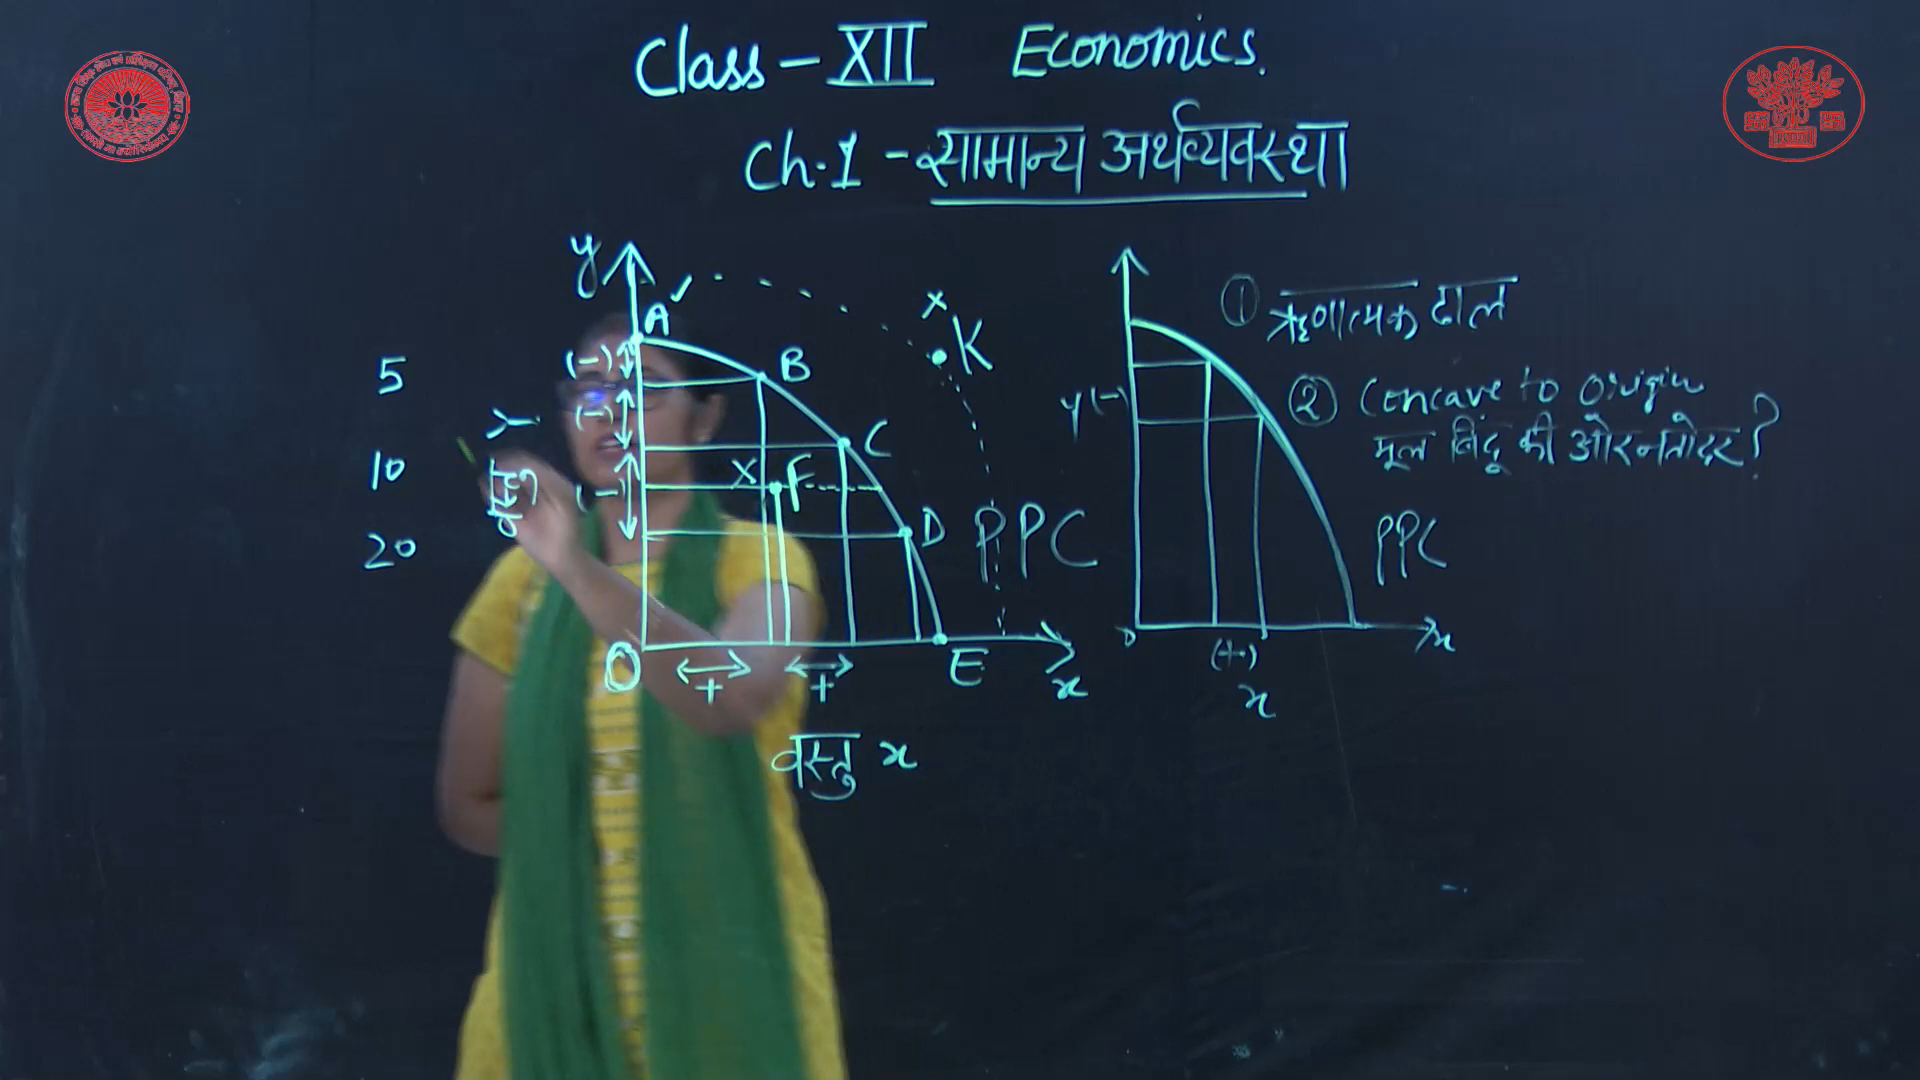 Class - XII Economics.
Ch.1 - सामान्य अर्थव्यवस्था
y
A ✓
(-)
B
5
(-)
C
वस्तु y
10
(-)
X F
20
D
PPC
x
K
O
+
+
E
x
वस्तु x
① ऋणात्मक ढाल
② Concave to origin
मूल बिंदु की ओर नतोदर?
y (-)
PPC
o
(+)
x
x